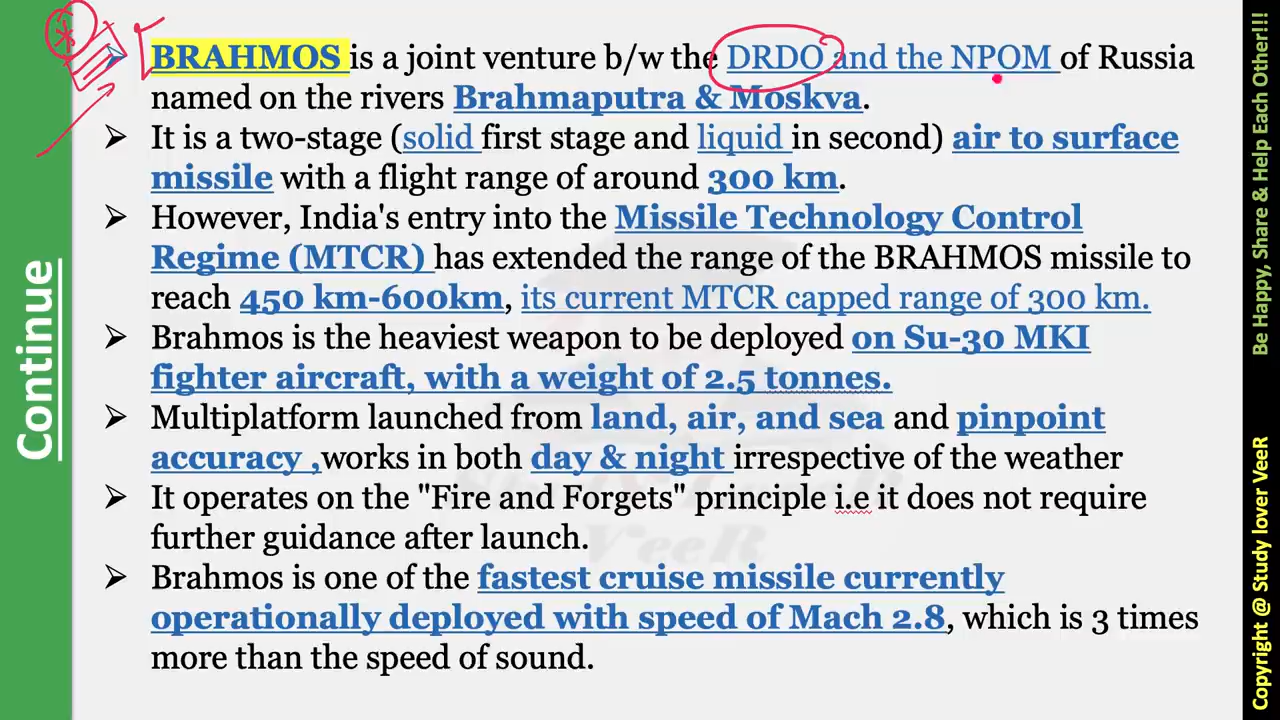 BRAHMOS is a joint venture b/w the DRDO and the NPOM of Russia
named on the rivers Brahmaputra & Moskva.
It is a two-stage (solid first stage and liquid in second) air to surface
missile with a flight range of around 300 km.
However, India's entry into the Missile Technology Control
Regime (MTCR) has extended the range of the BRAHMOS missile to
reach 450 km-600km, its current MTCR capped range of 300 km.
Brahmos is the heaviest weapon to be deployed on Su-30 MKI
fighter aircraft, with a weight of 2.5 tonnes.
Multiplatform launched from land, air, and sea and pinpoint
accuracy ,works in both day & night irrespective of the weather
It operates on the "Fire and Forgets" principle i.e it does not require
further guidance after launch.
Brahmos is one of the fastest cruise missile currently
operationally deployed with speed of Mach 2.8, which is 3 times
more than the speed of sound.
Continue
Copyright @ Study lover VeeR
Be Happy, Share & Help Each Other!!!